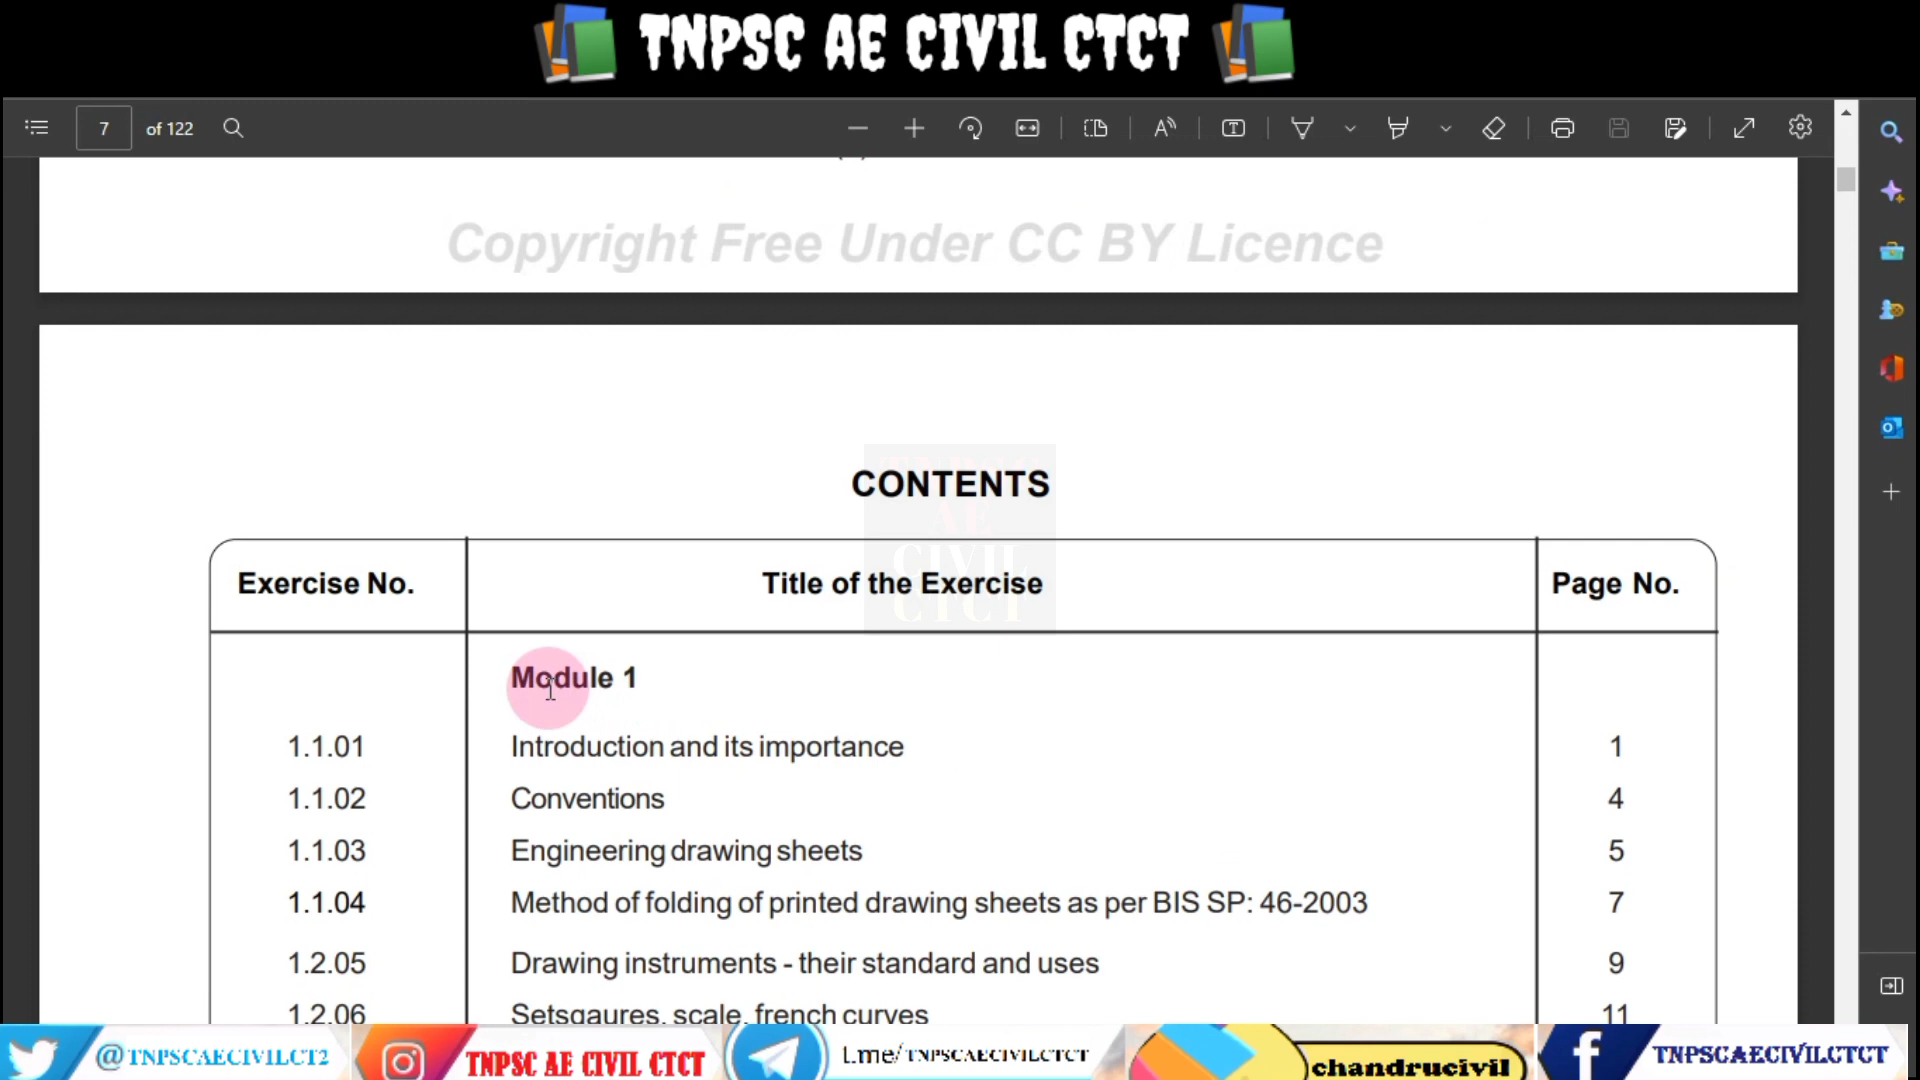 TNPSC AE CIVIL CTCT
7 of 122
Copyright Free Under CC BY Licence
CONTENTS
Exercise No. Title of the Exercise Page No.
Module 1
1.1.01 Introduction and its importance 1
1.1.02 Conventions 4
1.1.03 Engineering drawing sheets 5
1.1.04 Method of folding of printed drawing sheets as per BIS SP: 46-2003 7
1.2.05 Drawing instruments - their standard and uses 9
1.2.06 Setsqaures, scale, french curves 11
AE
CIVIL
CTCT
@TNPSCAECIVILCT2 TNPSC AE CIVIL CTCT t.me/TNPSCAECIVILCTCT chandrucivil TNPSCAECIVILCTCT